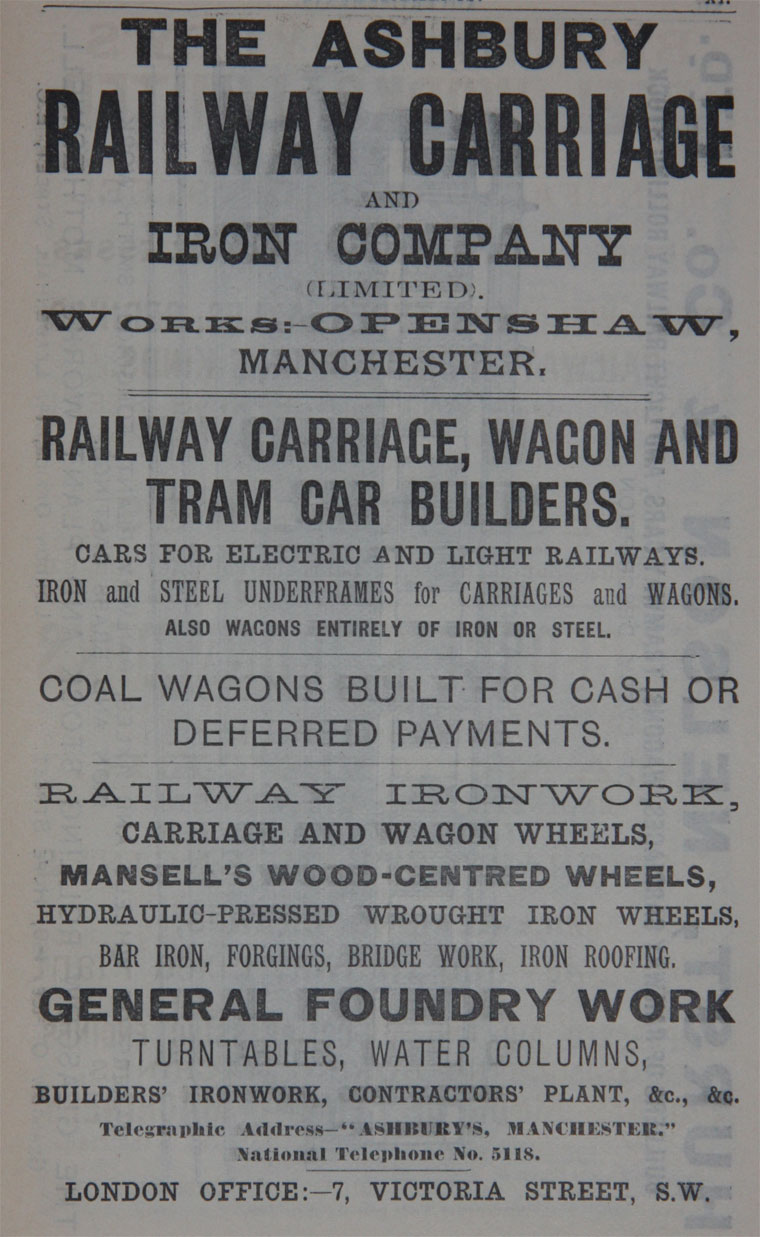 THE ASHBURY
RAILWAY CARRIAGE
AND
IRON COMPANY
(LIMITED).
WORKS:–OPENSHAW,
MANCHESTER.
RAILWAY CARRIAGE, WAGON AND
TRAM CAR BUILDERS.
CARS FOR ELECTRIC AND LIGHT RAILWAYS.
IRON and STEEL UNDERFRAMES for CARRIAGES and WAGONS.
ALSO WAGONS ENTIRELY OF IRON OR STEEL.
COAL WAGONS BUILT FOR CASH OR
DEFERRED PAYMENTS.
RAILWAY IRONWORK,
CARRIAGE AND WAGON WHEELS,
MANSELL'S WOOD-CENTRED WHEELS,
HYDRAULIC-PRESSED WROUGHT IRON WHEELS,
BAR IRON, FORGINGS, BRIDGE WORK, IRON ROOFING.
GENERAL FOUNDRY WORK
TURNTABLES, WATER COLUMNS,
BUILDERS' IRONWORK, CONTRACTORS' PLANT, &c., &c.
Telegraphic Address—"ASHBURY'S, MANCHESTER."
National Telephone No. 5118.
LONDON OFFICE:—7, VICTORIA STREET, S.W.